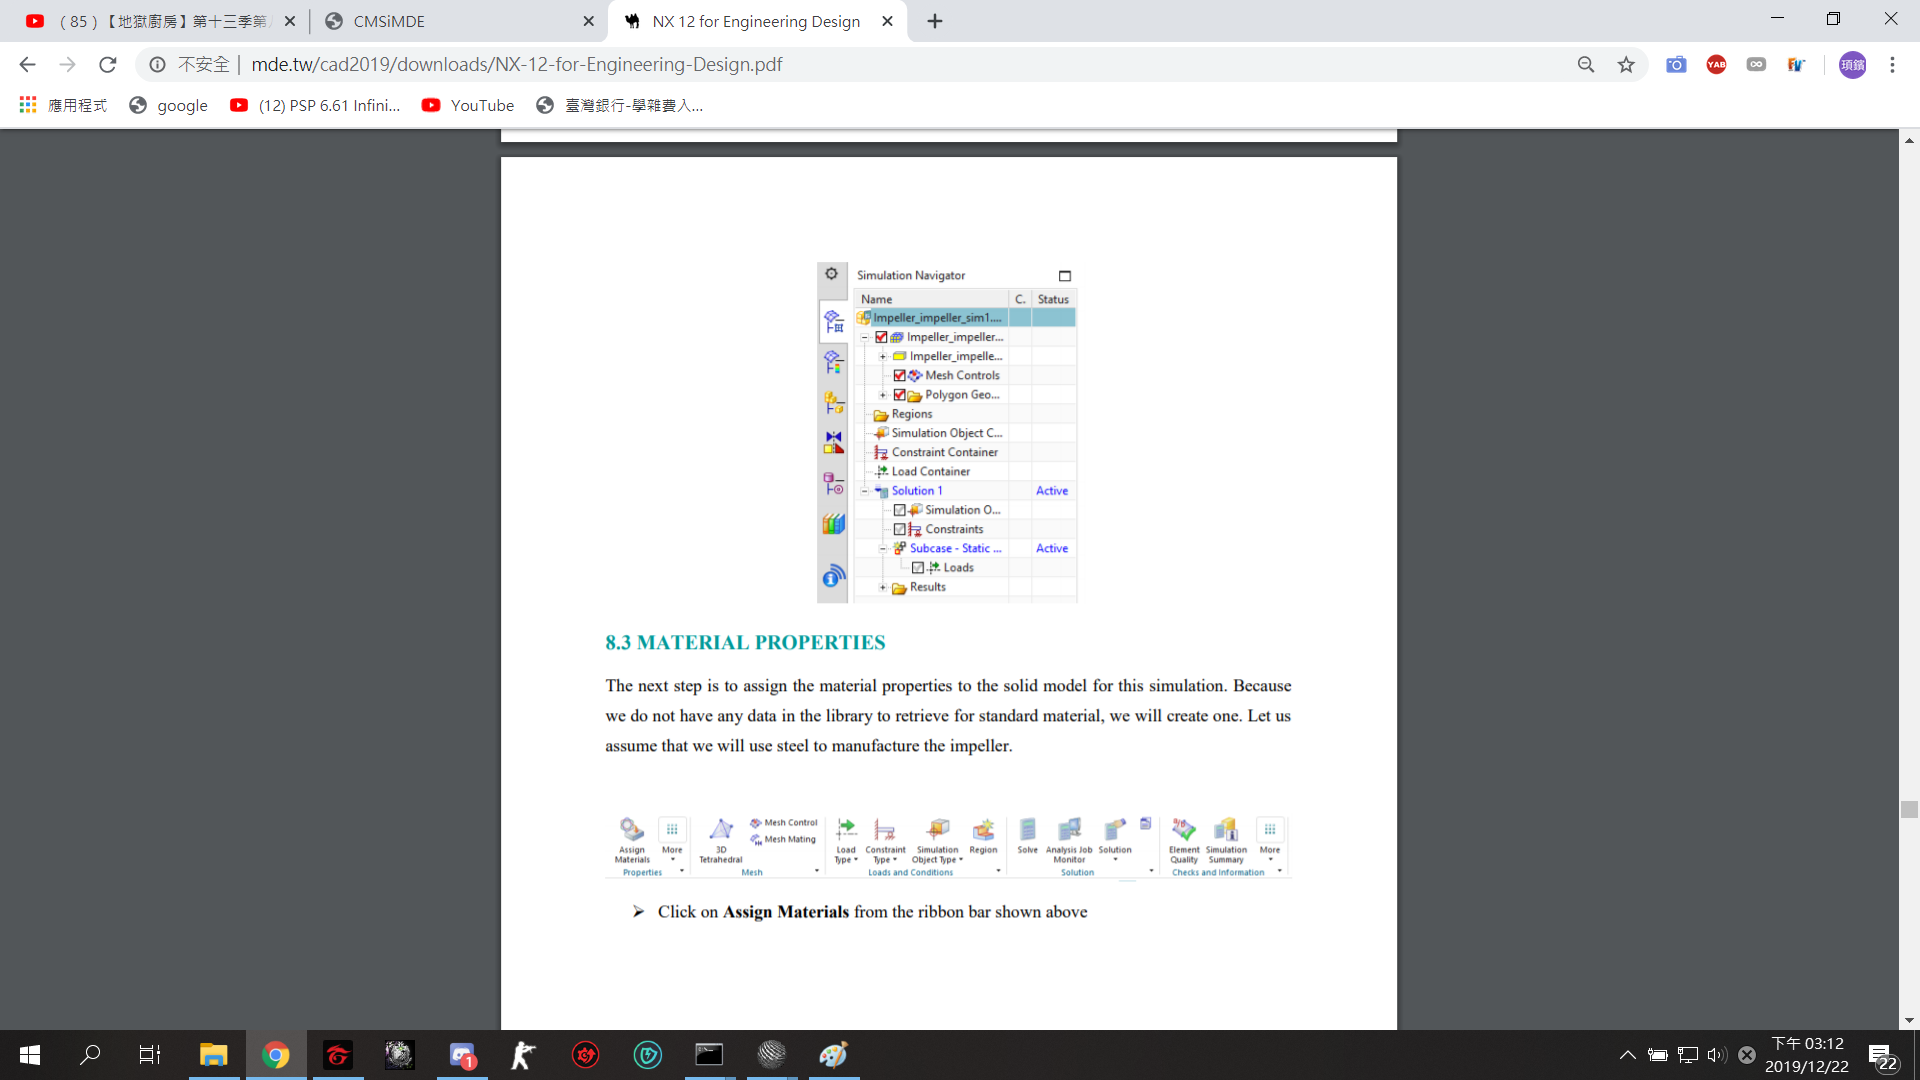 ( 85 ) 【地獄廚房】第十三季第
CMSiMDE
NX 12 for Engineering Design
不安全 | mde.tw/cad2019/downloads/NX-12-for-Engineering-Design.pdf
YAB
頊鑌
應用程式
google
(12) PSP 6.61 Infini...
YouTube
臺灣銀行-學雜費入...
Simulation Navigator
Name C. Status
Impeller_impeller_sim1....
Impeller_impeller...
Impeller_impelle...
Mesh Controls
Polygon Geo...
Regions
Simulation Object C...
Constraint Container
Load Container
Solution 1 Active
Simulation O...
Constraints
Subcase - Static ... Active
Loads
Results
8.3 MATERIAL PROPERTIES
The next step is to assign the material properties to the solid model for this simulation. Because
we do not have any data in the library to retrieve for standard material, we will create one. Let us
assume that we will use steel to manufacture the impeller.
Assign Materials
More
Properties
3D Tetrahedral
Mesh Control
Mesh Mating
Mesh
Load Type
Constraint Type
Simulation Object Type
Region
Loads and Conditions
Solve
Analysis Job Monitor
Solution
Solution
Element Quality
Simulation Summary
More
Checks and Information
Click on Assign Materials from the ribbon bar shown above
1
下午 03:12
2019/12/22
22